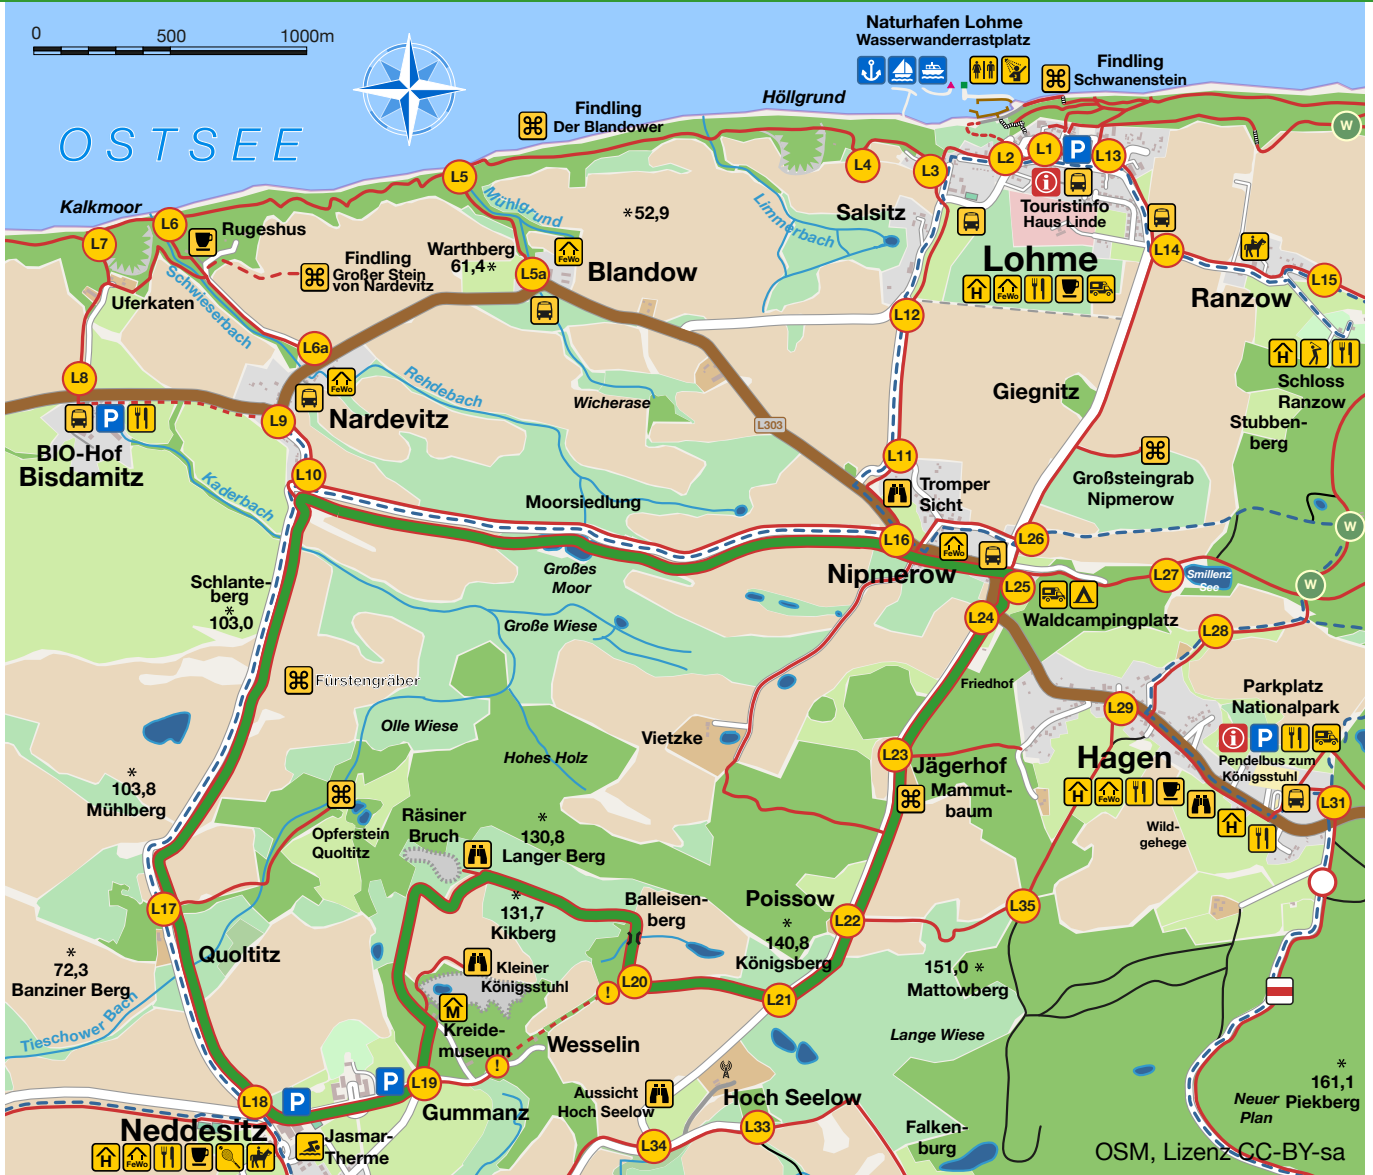 0 500 1000m
Naturhafen Lohme
Wasserwanderrastplatz
Findling
Schwanenstein
OSTSEE
Höllgrund
Findling
Der Blandower
W
L1
P
L2
L13
L3
L4
L5
Touristinfo
Haus Linde
Kalkmoor
L6
L7
Rugeshus
Mühlgrund
*52,9
Limmerbach
Salsitz
L14
Findling
Großer Stein
von Nardevitz
Warthberg
61,4*
L5a
FeWo
Blandow
Lohme
H
FeWo
L15
Ranzow
Schwieserbach
Uferkaten
L12
L6a
H
Schloss
Ranzow
L8
FeWo
Rehdebach
Wicherase
Giegnitz
Stubben-
berg
P
L9
Nardevitz
L303
BIO-Hof
Bisdamitz
L10
L11
Großsteingrab
Nipmerow
Kaderbach
Moorsiedlung
Tromper
Sicht
W
L16
FeWo
L26
Großes
Moor
Nipmerow
L25
L27
Smillenz
See
W
Schlante-
berg
*
103,0
Große Wiese
L24
Waldcampingplatz
L28
Fürstengräber
Friedhof
Parkplatz
Nationalpark
Olle Wiese
L29
P
Vietzke
Hohes Holz
L23
Jägerhof
Hagen
Pendelbus zum
Königsstuhl
*
103,8
Mühlberg
Mammut-
baum
H
FeWo
L31
Räsiner
Bruch
*
130,8
Langer Berg
Opferstein
Quoltitz
Wild-
gehege
H
L17
*
131,7
Kikberg
Balleisen-
berg
Poissow
L22
L35
*
140,8
Königsberg
Quoltitz
*
72,3
Banziner Berg
Kleiner
Königsstuhl
L20
!
L21
151,0 *
Mattowberg
M
Tieschower Bach
Kreide-
museum
!
Wesselin
Lange Wiese
L18
P
P
L19
Gummanz
Aussicht
Hoch Seelow
Hoch Seelow
*
161,1
Piekberg
Neuer
Plan
Neddesitz
L33
L34
Falken-
burg
H
FeWo
Jasmar-
Therme
OSM, Lizenz CC-BY-sa